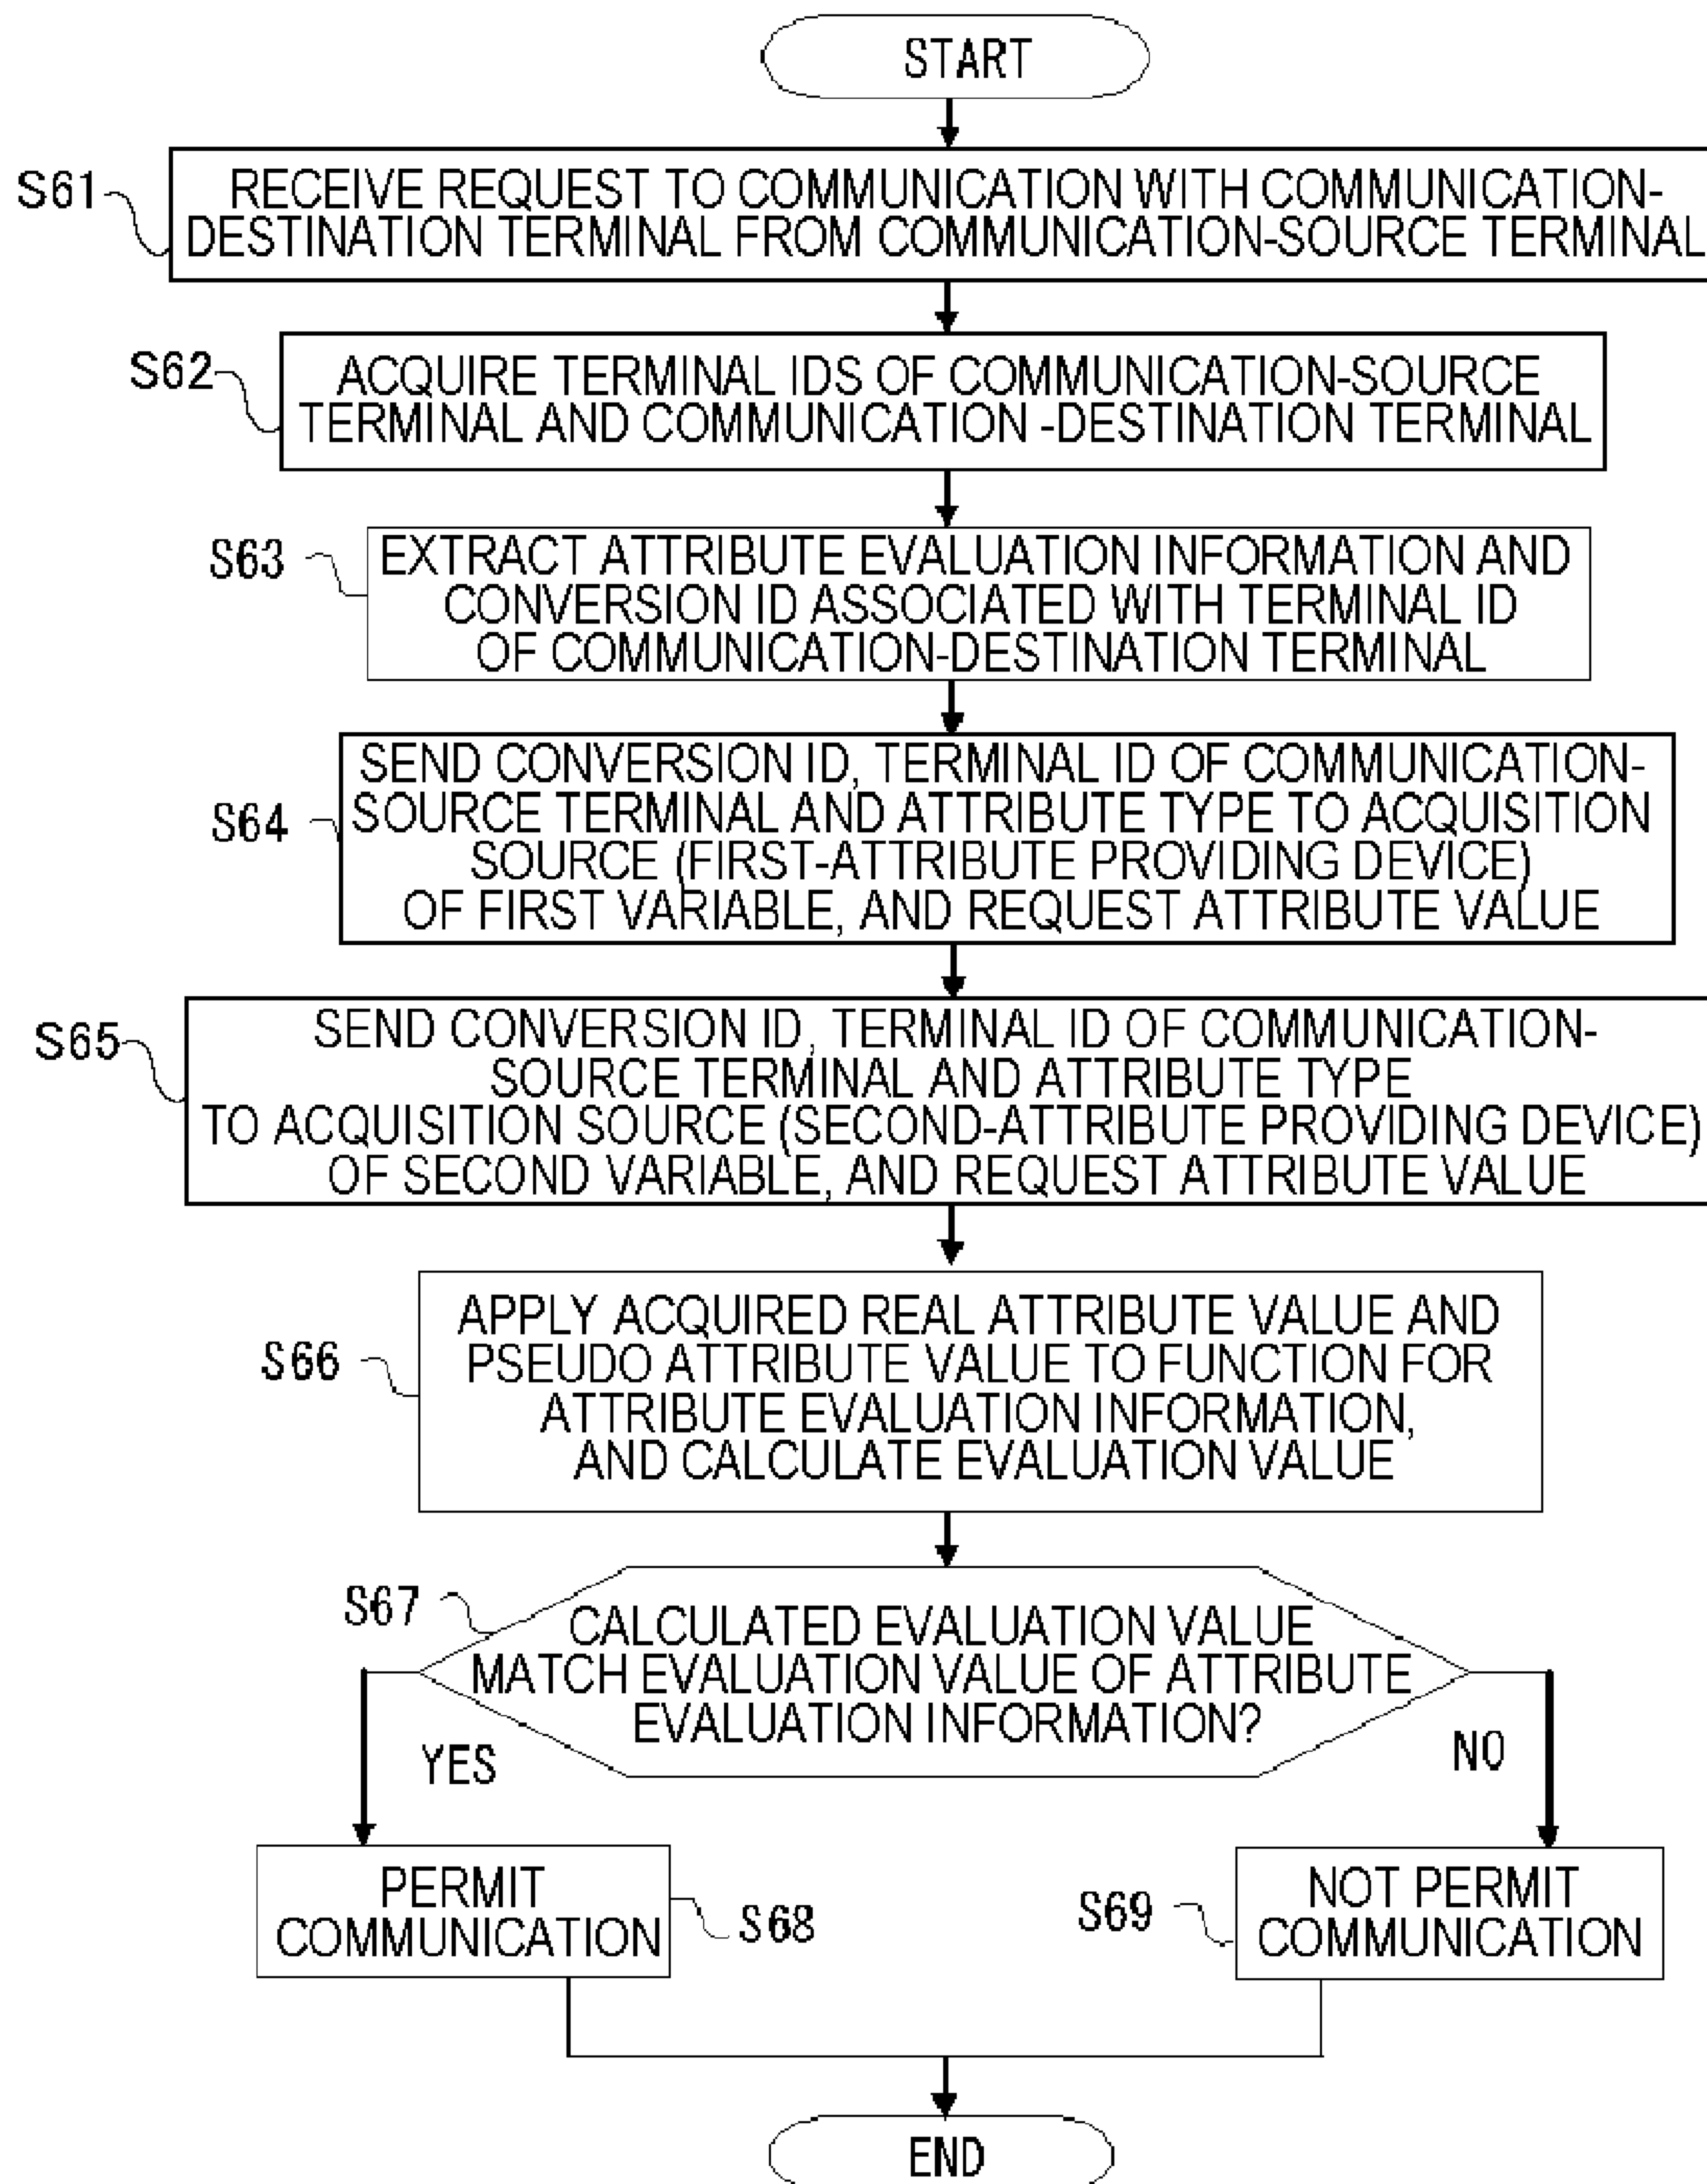 START
S61
RECEIVE REQUEST TO COMMUNICATION WITH COMMUNICATION-
DESTINATION TERMINAL FROM COMMUNICATION-SOURCE TERMINAL
S62
ACQUIRE TERMINAL IDS OF COMMUNICATION-SOURCE
TERMINAL AND COMMUNICATION -DESTINATION TERMINAL
S63
EXTRACT ATTRIBUTE EVALUATION INFORMATION AND
CONVERSION ID ASSOCIATED WITH TERMINAL ID
OF COMMUNICATION-DESTINATION TERMINAL
S64
SEND CONVERSION ID, TERMINAL ID OF COMMUNICATION-
SOURCE TERMINAL AND ATTRIBUTE TYPE TO ACQUISITION
SOURCE (FIRST-ATTRIBUTE PROVIDING DEVICE)
OF FIRST VARIABLE, AND REQUEST ATTRIBUTE VALUE
S65
SEND CONVERSION ID, TERMINAL ID OF COMMUNICATION-
SOURCE TERMINAL AND ATTRIBUTE TYPE
TO ACQUISITION SOURCE (SECOND-ATTRIBUTE PROVIDING DEVICE)
OF SECOND VARIABLE, AND REQUEST ATTRIBUTE VALUE
S66
APPLY ACQUIRED REAL ATTRIBUTE VALUE AND
PSEUDO ATTRIBUTE VALUE TO FUNCTION FOR
ATTRIBUTE EVALUATION INFORMATION,
AND CALCULATE EVALUATION VALUE
S67
CALCULATED EVALUATION VALUE
MATCH EVALUATION VALUE OF ATTRIBUTE
EVALUATION INFORMATION?
YES
NO
PERMIT
COMMUNICATION
S68
S69
NOT PERMIT
COMMUNICATION
END